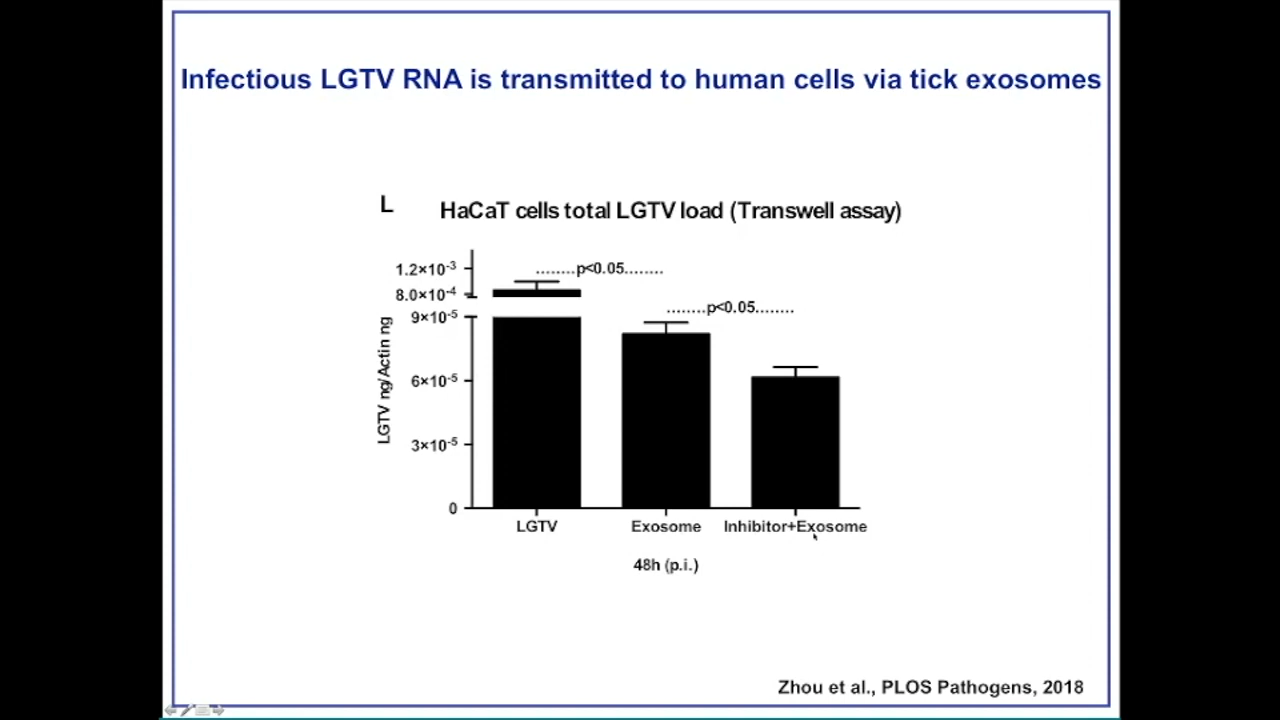 Infectious LGTV RNA is transmitted to human cells via tick exosomes
L
HaCaT cells total LGTV load (Transwell assay)
1.2×10⁻³
8.0×10⁻⁴
9×10⁻⁵
6×10⁻⁵
3×10⁻⁵
0
LGTV ng/Actin ng
........p<0.05........
........p<0.05........
LGTV Exosome Inhibitor+Exosome
48h (p.i.)
Zhou et al., PLOS Pathogens, 2018